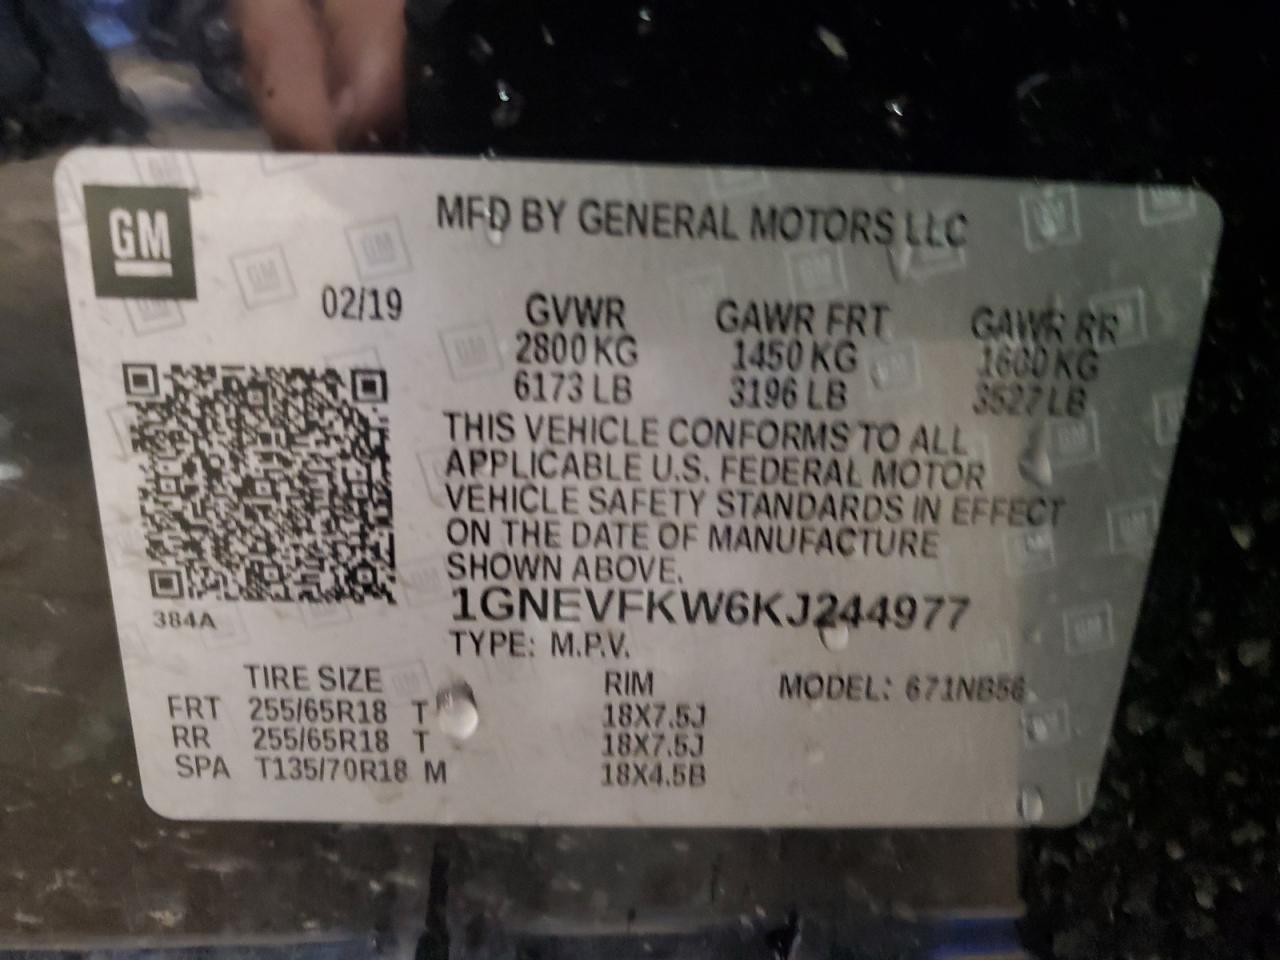 GM
MFD BY GENERAL MOTORS LLC
02/19
GVWR GAWR FRT GAWR RR
2800 KG 1450 KG 1600 KG
6173 LB 3196 LB 3527 LB
THIS VEHICLE CONFORMS TO ALL
APPLICABLE U.S. FEDERAL MOTOR
VEHICLE SAFETY STANDARDS IN EFFECT
ON THE DATE OF MANUFACTURE
SHOWN ABOVE.
1GNEVFKW6KJ244977
384A
TYPE: M.P.V.
TIRE SIZE RIM MODEL: 671NB56
FRT 255/65R18 T 18X7.5J
RR 255/65R18 T 18X7.5J
SPA T135/70R18 M 18X4.5B